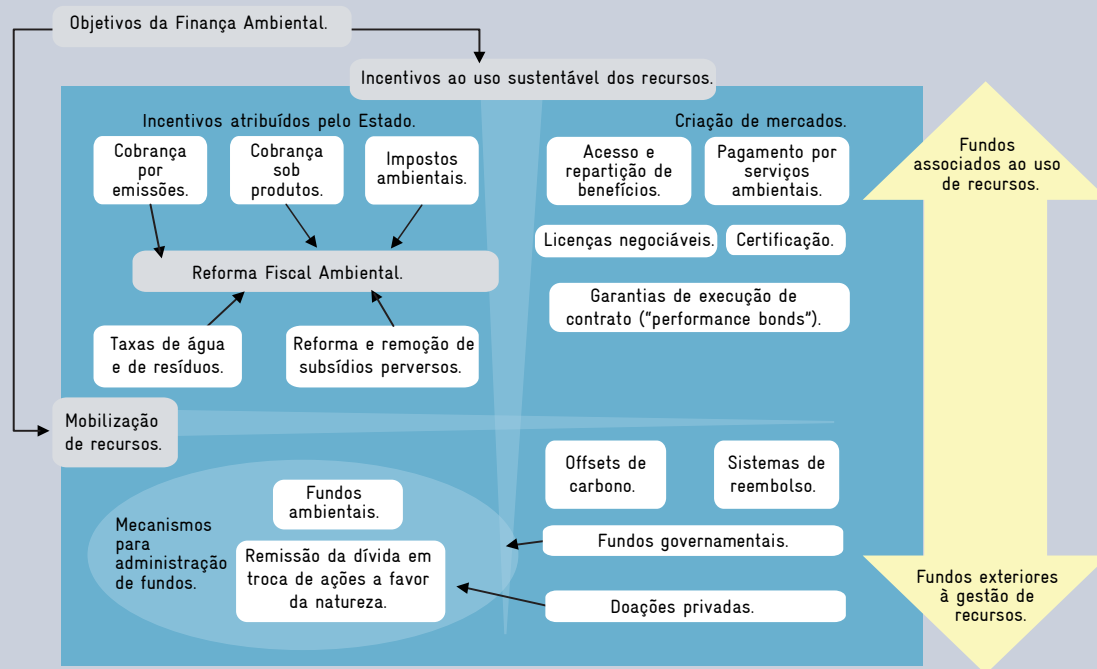 Objetivos da Finança Ambiental.
Incentivos ao uso sustentável dos recursos.
Incentivos atribuídos pelo Estado.
Cobrança
por
emissões.
Cobrança
sob
produtos.
Impostos
ambientais.
Reforma Fiscal Ambiental.
Taxas de água
e de resíduos.
Reforma e remoção de
subsídios perversos.
Criação de mercados.
Acesso e
repartição de
benefícios.
Pagamento por
serviços
ambientais.
Licenças negociáveis.
Certificação.
Garantias de execução de
contrato ("performance bonds").
Fundos
associados ao uso
de recursos.
Mobilização
de recursos.
Mecanismos
para
administração
de fundos.
Fundos
ambientais.
Remissão da dívida em
troca de ações a favor
da natureza.
Offsets de
carbono.
Sistemas de
reembolso.
Fundos governamentais.
Doações privadas.
Fundos exteriores
à gestão de
recursos.